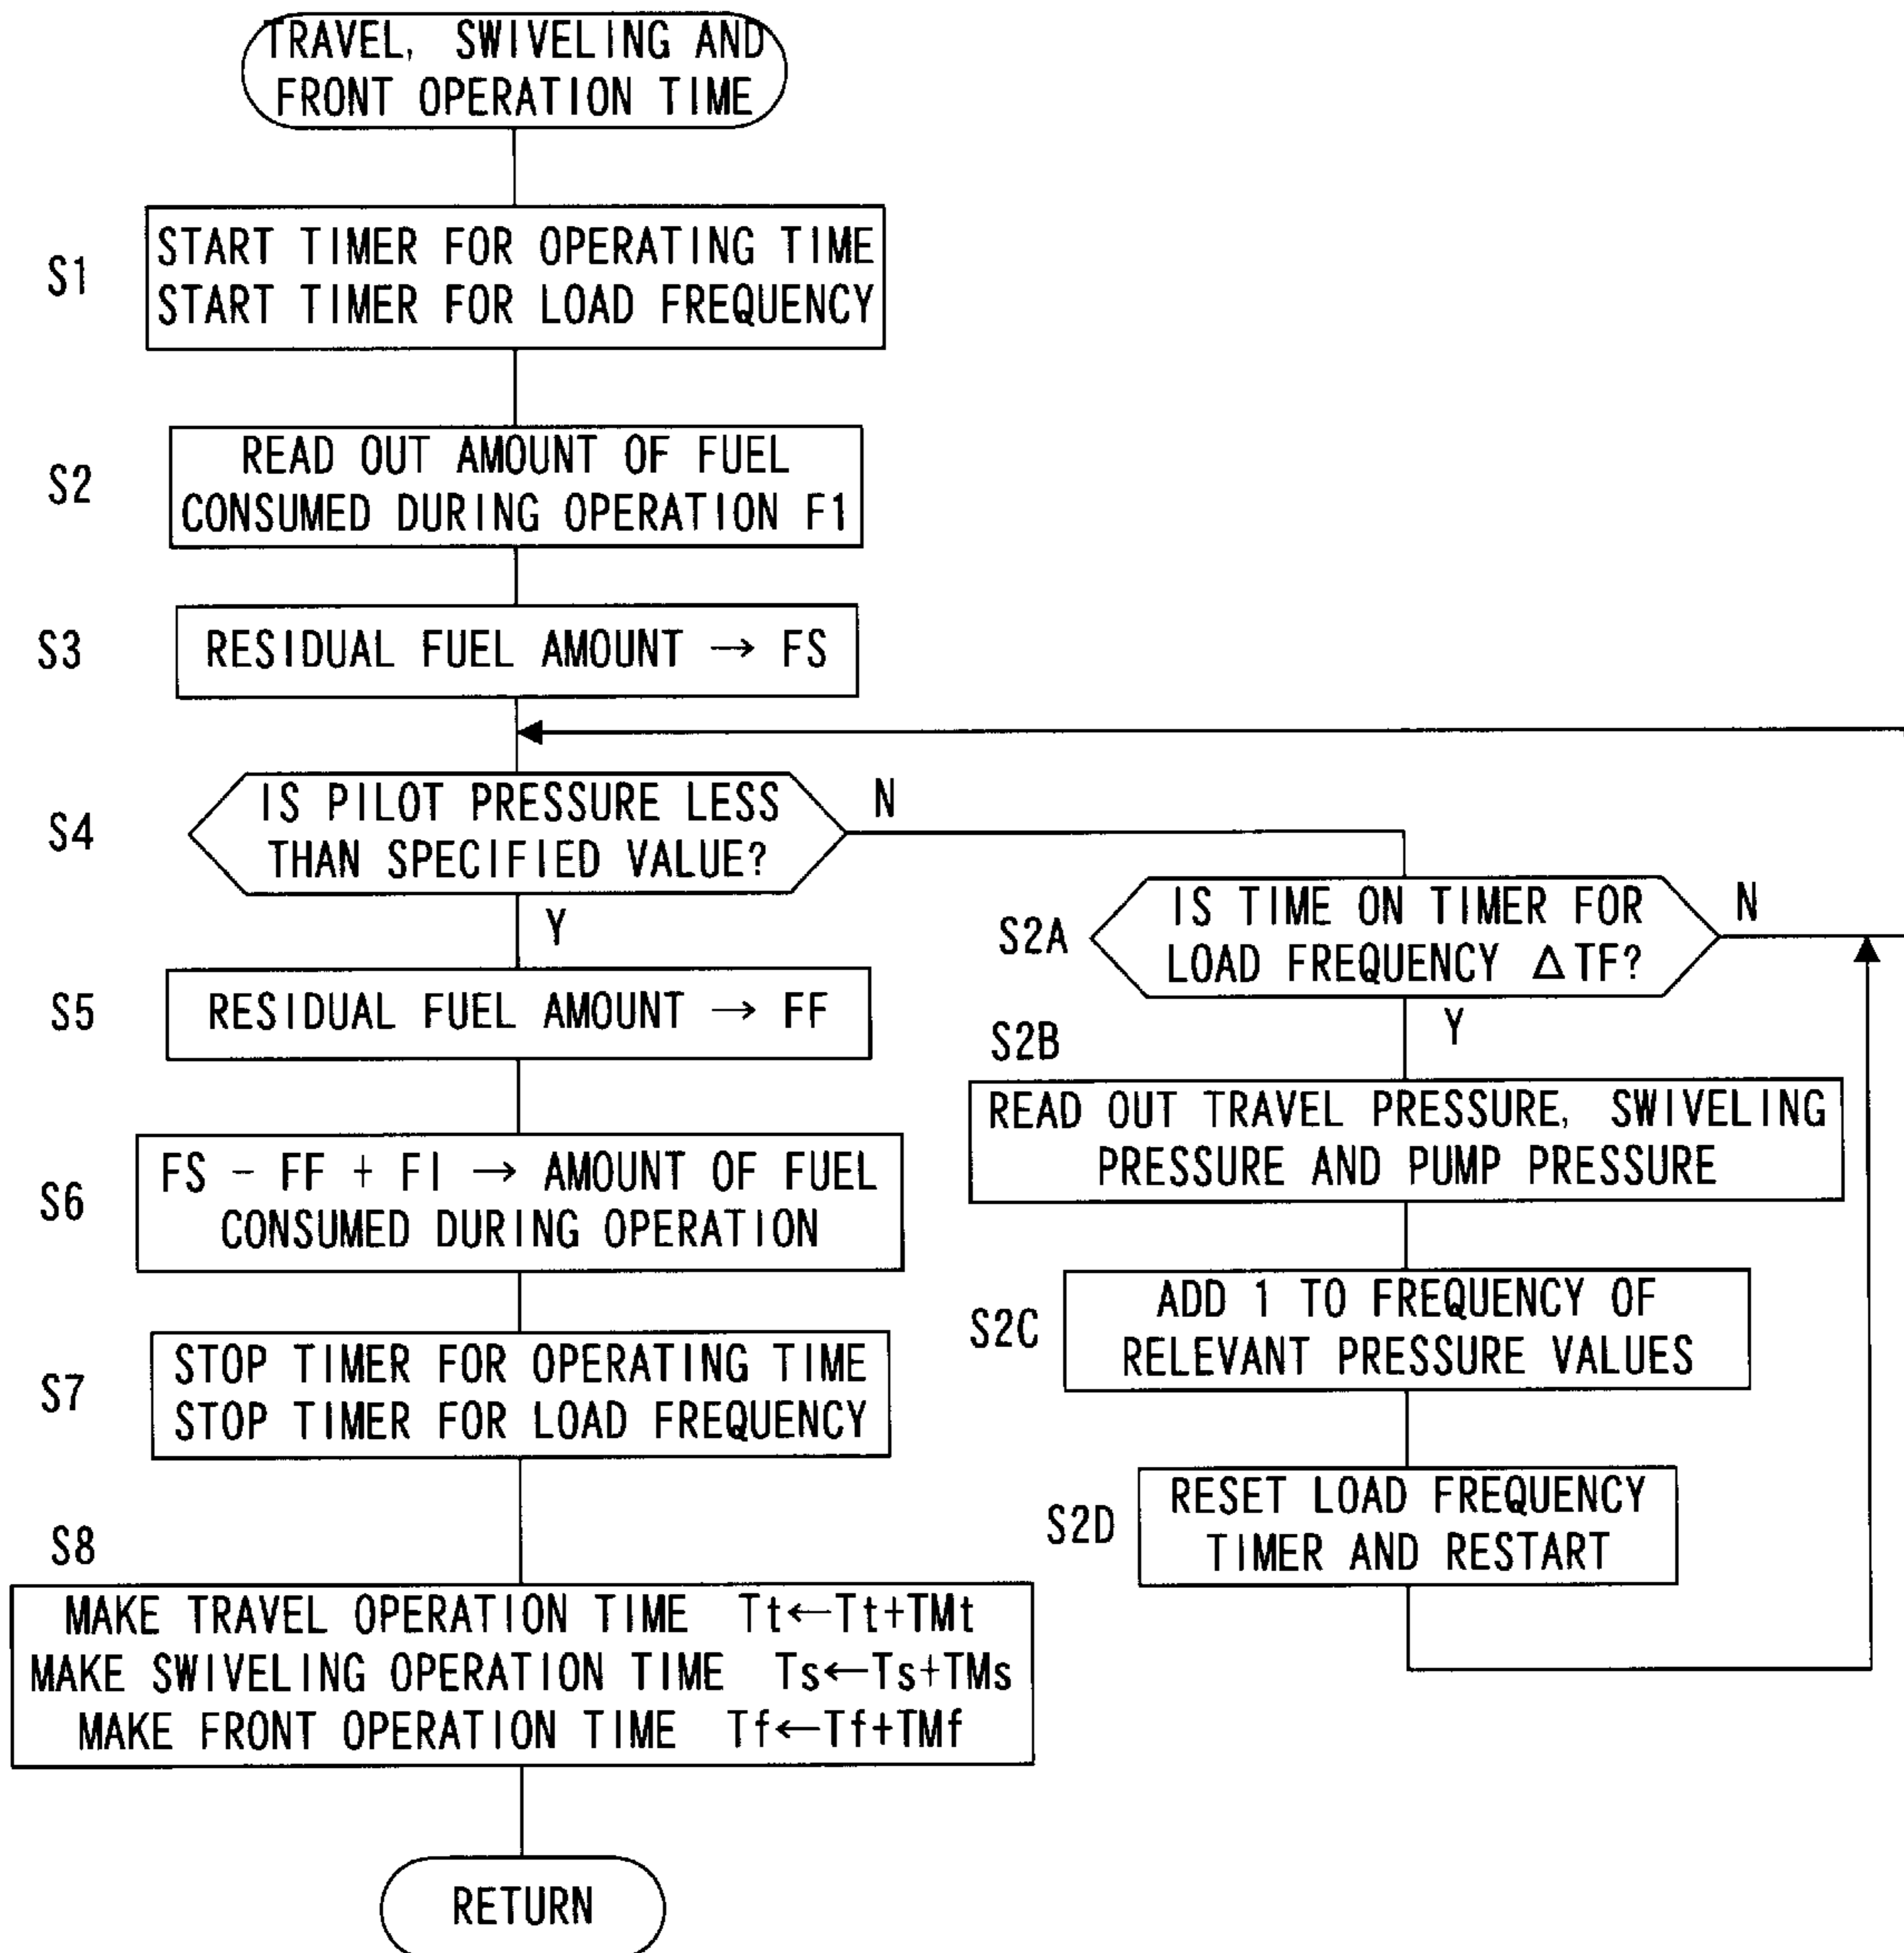 TRAVEL, SWIVELING AND
FRONT OPERATION TIME
S1
START TIMER FOR OPERATING TIME
START TIMER FOR LOAD FREQUENCY
S2
READ OUT AMOUNT OF FUEL
CONSUMED DURING OPERATION F1
S3
RESIDUAL FUEL AMOUNT → FS
S4
IS PILOT PRESSURE LESS
THAN SPECIFIED VALUE?
N
Y
S5
RESIDUAL FUEL AMOUNT → FF
S6
FS - FF + FI → AMOUNT OF FUEL
CONSUMED DURING OPERATION
S7
STOP TIMER FOR OPERATING TIME
STOP TIMER FOR LOAD FREQUENCY
S8
MAKE TRAVEL OPERATION TIME Tt←Tt+TMt
MAKE SWIVELING OPERATION TIME Ts←Ts+TMs
MAKE FRONT OPERATION TIME Tf←Tf+TMf
RETURN
S2A
IS TIME ON TIMER FOR
LOAD FREQUENCY ΔTF?
N
Y
S2B
READ OUT TRAVEL PRESSURE, SWIVELING
PRESSURE AND PUMP PRESSURE
S2C
ADD 1 TO FREQUENCY OF
RELEVANT PRESSURE VALUES
S2D
RESET LOAD FREQUENCY
TIMER AND RESTART